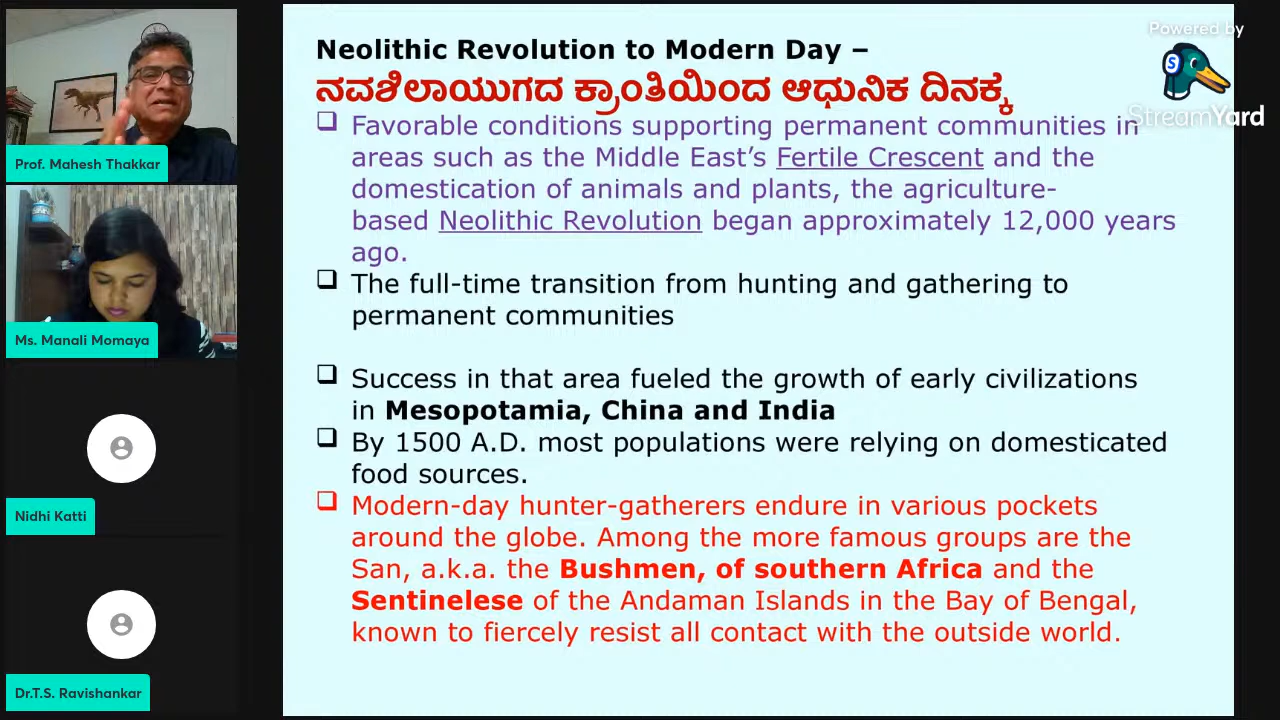 Neolithic Revolution to Modern Day –
ನವಶಿಲಾಯುಗದ ಕ್ರಾಂತಿಯಿಂದ ಆಧುನಿಕ ದಿನಕ್ಕೆ
Favorable conditions supporting permanent communities in
areas such as the Middle East’s Fertile Crescent and the
domestication of animals and plants, the agriculture-
based Neolithic Revolution began approximately 12,000 years
ago.
The full-time transition from hunting and gathering to
permanent communities
Success in that area fueled the growth of early civilizations
in Mesopotamia, China and India
By 1500 A.D. most populations were relying on domesticated
food sources.
Modern-day hunter-gatherers endure in various pockets
around the globe. Among the more famous groups are the
San, a.k.a. the Bushmen, of southern Africa and the
Sentinelese of the Andaman Islands in the Bay of Bengal,
known to fiercely resist all contact with the outside world.
Powered by
S
StreamYard
Prof. Mahesh Thakkar
Ms. Manali Momaya
Nidhi Katti
Dr.T.S. Ravishankar